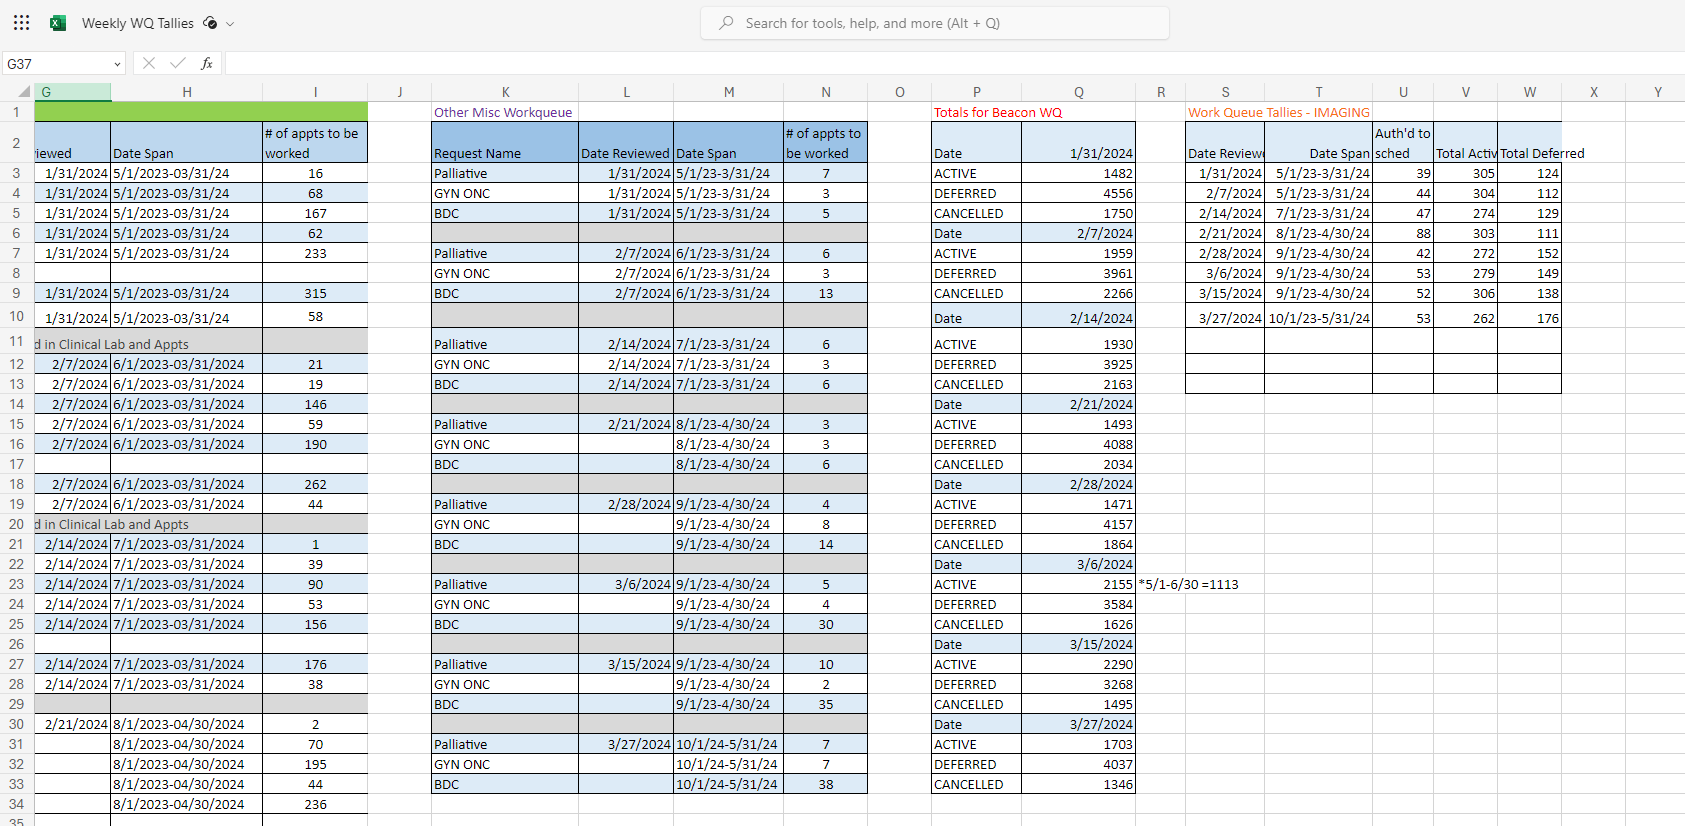 Weekly WQ Tallies
Search for tools, help, and more (Alt + Q)
G37 fx
G H I J K L M N O P Q R S T U V W X Y
1 Other Misc Workqueue Totals for Beacon WQ Work Queue Tallies - IMAGING
2 iewed Date Span # of appts to be worked Request Name Date Reviewed Date Span # of appts to be worked Date 1/31/2024 Date Review Date Span Auth'd to sched Total Activ Total Deferred
3 1/31/2024 5/1/2023-03/31/24 16 Palliative 1/31/2024 5/1/23-3/31/24 7 ACTIVE 1482 1/31/2024 5/1/23-3/31/24 39 305 124
4 1/31/2024 5/1/2023-03/31/24 68 GYN ONC 1/31/2024 5/1/23-3/31/24 3 DEFERRED 4556 2/7/2024 5/1/23-3/31/24 44 304 112
5 1/31/2024 5/1/2023-03/31/24 167 BDC 1/31/2024 5/1/23-3/31/24 5 CANCELLED 1750 2/14/2024 7/1/23-3/31/24 47 274 129
6 1/31/2024 5/1/2023-03/31/24 62 Date 2/7/2024 2/21/2024 8/1/23-4/30/24 88 303 111
7 1/31/2024 5/1/2023-03/31/24 233 Palliative 2/7/2024 6/1/23-3/31/24 6 ACTIVE 1959 2/28/2024 9/1/23-4/30/24 42 272 152
8 GYN ONC 2/7/2024 6/1/23-3/31/24 3 DEFERRED 3961 3/6/2024 9/1/23-4/30/24 53 279 149
9 1/31/2024 5/1/2023-03/31/24 315 BDC 2/7/2024 6/1/23-3/31/24 13 CANCELLED 2266 3/15/2024 9/1/23-4/30/24 52 306 138
10 1/31/2024 5/1/2023-03/31/24 58 Date 2/14/2024 3/27/2024 10/1/23-5/31/24 53 262 176
11 d in Clinical Lab and Appts Palliative 2/14/2024 7/1/23-3/31/24 6 ACTIVE 1930
12 2/7/2024 6/1/2023-03/31/2024 21 GYN ONC 2/14/2024 7/1/23-3/31/24 3 DEFERRED 3925
13 2/7/2024 6/1/2023-03/31/2024 19 BDC 2/14/2024 7/1/23-3/31/24 6 CANCELLED 2163
14 2/7/2024 6/1/2023-03/31/2024 146 Date 2/21/2024
15 2/7/2024 6/1/2023-03/31/2024 59 Palliative 2/21/2024 8/1/23-4/30/24 3 ACTIVE 1493
16 2/7/2024 6/1/2023-03/31/2024 190 GYN ONC 8/1/23-4/30/24 3 DEFERRED 4088
17 BDC 8/1/23-4/30/24 6 CANCELLED 2034
18 2/7/2024 6/1/2023-03/31/2024 262 Date 2/28/2024
19 2/7/2024 6/1/2023-03/31/2024 44 Palliative 2/28/2024 9/1/23-4/30/24 4 ACTIVE 1471
20 d in Clinical Lab and Appts GYN ONC 9/1/23-4/30/24 8 DEFERRED 4157
21 2/14/2024 7/1/2023-03/31/2024 1 BDC 9/1/23-4/30/24 14 CANCELLED 1864
22 2/14/2024 7/1/2023-03/31/2024 39 Date 3/6/2024
23 2/14/2024 7/1/2023-03/31/2024 90 Palliative 3/6/2024 9/1/23-4/30/24 5 ACTIVE 2155 *5/1-6/30 =1113
24 2/14/2024 7/1/2023-03/31/2024 53 GYN ONC 9/1/23-4/30/24 4 DEFERRED 3584
25 2/14/2024 7/1/2023-03/31/2024 156 BDC 9/1/23-4/30/24 30 CANCELLED 1626
26 Date 3/15/2024
27 2/14/2024 7/1/2023-03/31/2024 176 Palliative 3/15/2024 9/1/23-4/30/24 10 ACTIVE 2290
28 2/14/2024 7/1/2023-03/31/2024 38 GYN ONC 9/1/23-4/30/24 2 DEFERRED 3268
29 BDC 9/1/23-4/30/24 35 CANCELLED 1495
30 2/21/2024 8/1/2023-04/30/2024 2 Date 3/27/2024
31 8/1/2023-04/30/2024 70 Palliative 3/27/2024 10/1/24-5/31/24 7 ACTIVE 1703
32 8/1/2023-04/30/2024 195 GYN ONC 10/1/24-5/31/24 7 DEFERRED 4037
33 8/1/2023-04/30/2024 44 BDC 10/1/24-5/31/24 38 CANCELLED 1346
34 8/1/2023-04/30/2024 236
35